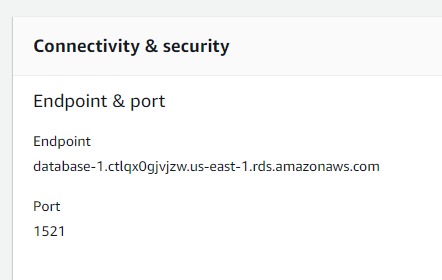 Connectivity & security
Endpoint & port
Endpoint
database-1.ctlqx0gjvjzw.us-east-1.rds.amazonaws.com
Port
1521